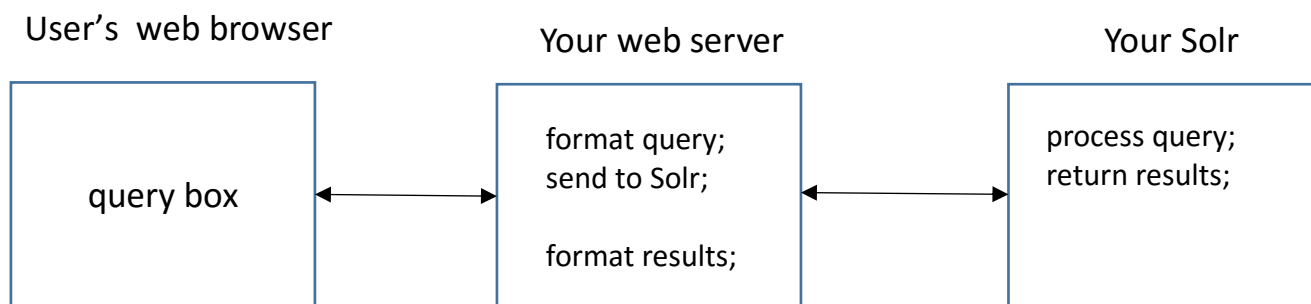 User's  web browser
Your web server
Your Solr
query box
format query;
send to Solr;
format results;
process query;
return results;